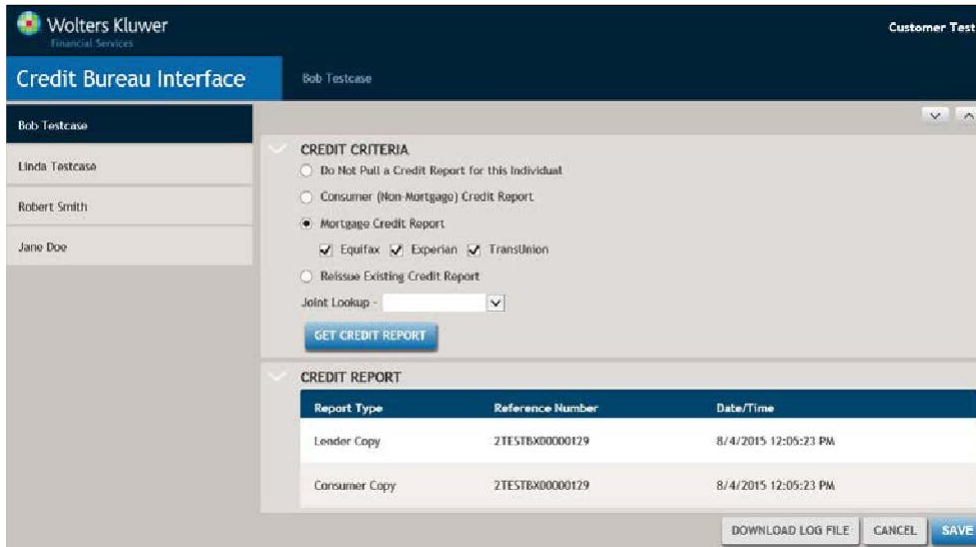 Wolters Kluwer
Financial Services
Customer Test
Credit Bureau Interface
Bob Testcase
Bob Testcase
Linda Testcase
Robert Smith
Jane Doe
CREDIT CRITERIA
Do Not Pull a Credit Report for this Individual
Consumer (Non-Mortgage) Credit Report
Mortgage Credit Report
Equifax Experian TransUnion
Reissue Existing Credit Report
Joint Lookup -
GET CREDIT REPORT
CREDIT REPORT
Report Type Reference Number Date/Time
Lender Copy 2TESTBX00000129 8/4/2015 12:05:23 PM
Consumer Copy 2TESTBX00000129 8/4/2015 12:05:23 PM
DOWNLOAD LOG FILE CANCEL SAVE